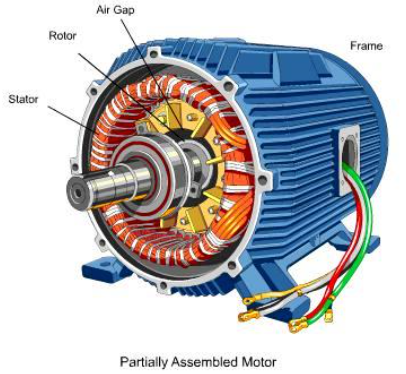 Air Gap
Rotor
Frame
Stator
Partially Assembled Motor